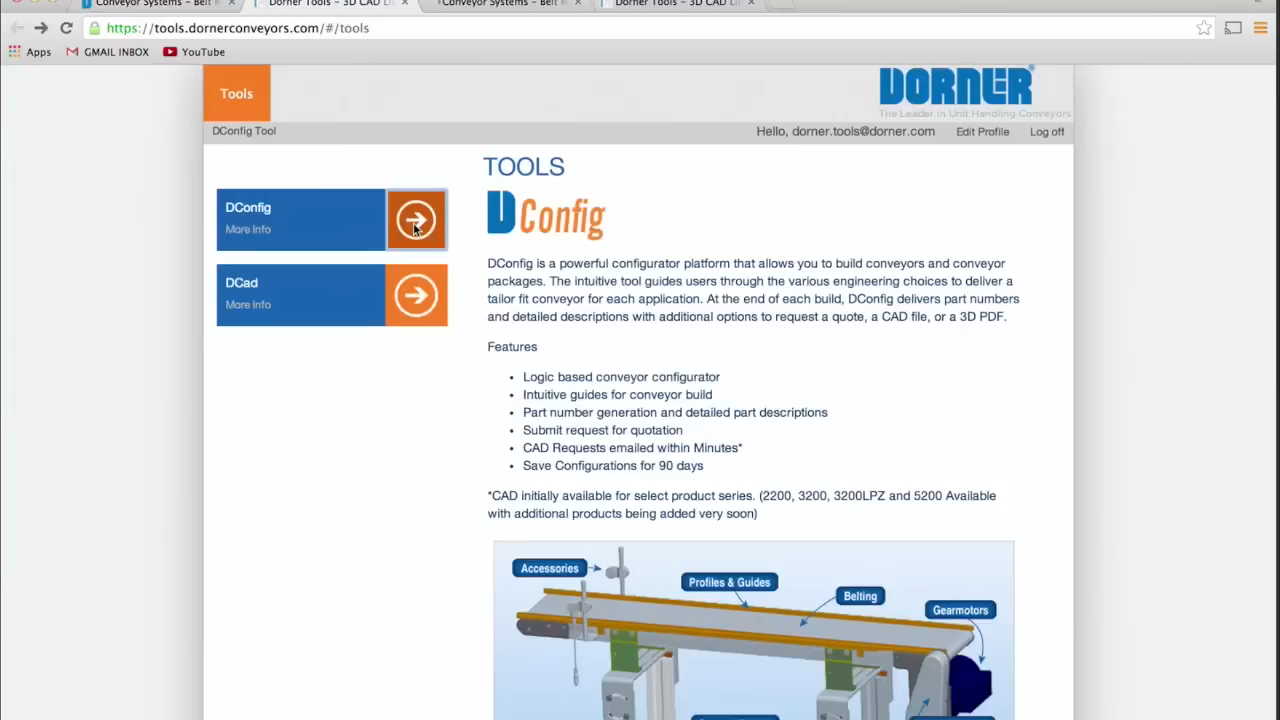 Conveyor Systems – Belt
Dorner Tools – 3D CAD
Conveyor Systems – Belt
Dorner Tools – 3D CAD
https://tools.dornerconveyors.com/#/tools
Apps GMAIL INBOX YouTube
Tools
DORNER®
The Leader in Unit Handling Conveyors
DConfig Tool
Hello, dorner.tools@dorner.com Edit Profile Log off
DConfig
More Info
DCad
More Info
TOOLS
DConfig
DConfig is a powerful configurator platform that allows you to build conveyors and conveyor
packages. The intuitive tool guides users through the various engineering choices to deliver a
tailor fit conveyor for each application. At the end of each build, DConfig delivers part numbers
and detailed descriptions with additional options to request a quote, a CAD file, or a 3D PDF.
Features
• Logic based conveyor configurator
• Intuitive guides for conveyor build
• Part number generation and detailed part descriptions
• Submit request for quotation
• CAD Requests emailed within Minutes*
• Save Configurations for 90 days
*CAD initially available for select product series. (2200, 3200, 3200LPZ and 5200 Available
with additional products being added very soon)
Accessories
Profiles & Guides
Belting
Gearmotors